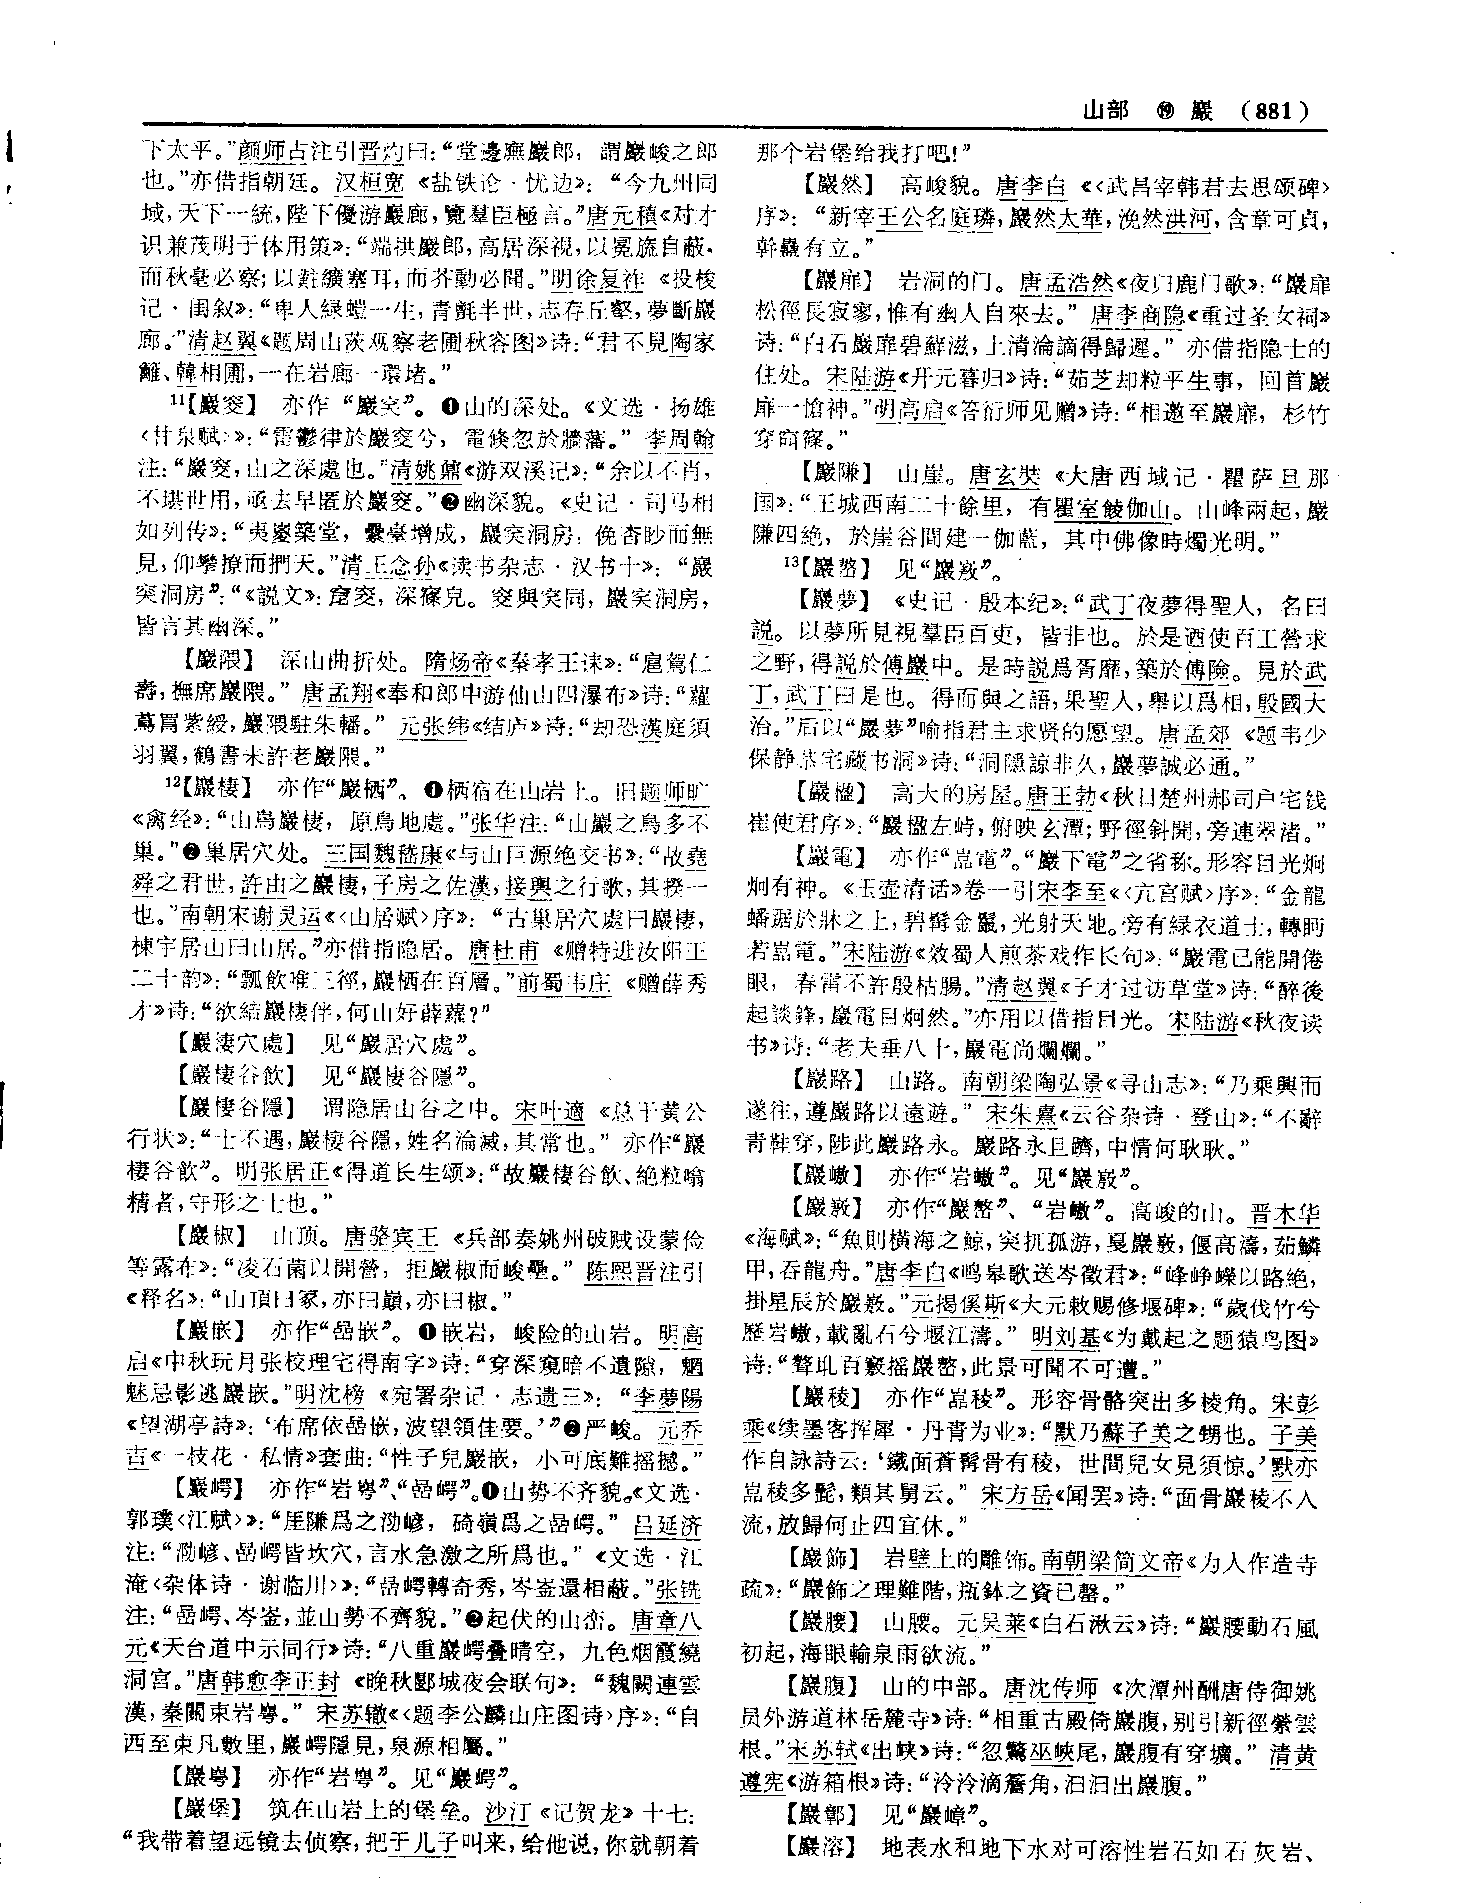 山部 ⑲ 巖 (881)
下太平。”颜师古注引晋灼曰：“堂邊廡巖郎，謂巖峻之郎
也。”亦借指朝廷。汉桓宽《盐铁论·忧边》：“今九州同
域，天下一統，陛下優游巖廊，覽羣臣極言。”唐元稹《对才
识兼茂明于体用策》：“端拱巖郎，高居深視，以冕旒自蔽，
而秋毫必察；以黈纊塞耳，而芥動必聞。”明徐复祚《投梭
记·闺叙》：“卑人緑螘一生，青氈半世，志存丘壑，夢斷巖
廊。”清赵翼《题周山茨观察老圃秋容图》诗：“君不見陶家
籬、韓相圃，一在岩廊一環堵。”
11【巖穾】 亦作“巖突”。❶山的深处。《文选·扬雄
〈甘泉赋〉》：“雷鬱律於巖穾兮，電倏忽於牆藩。”李周翰
注：“巖穾，山之深處也。”清姚鼐《游双溪记》：“余以不肖，
不堪世用，亟去早匿於巖穾。”❷幽深貌。《史记·司马相
如列传》：“夷嵏築堂，纍臺增成，巖突洞房；俛杳眇而無
見，仰攀橑而捫天。”清王念孙《读书杂志·汉书十》：“巖
突洞房”：“《説文》：窔穾，深窱皃。穾與突同，巖突洞房，
皆言其幽深。”
【巖隈】 深山曲折处。隋炀帝《秦孝王诔》：“扈駕仁
壽，撫席巖隈。”唐孟翔《奉和郎中游仙山四瀑布》诗：“蘿
蔦罥紫綬，巖隈駐朱轓。”元张纬《结庐》诗：“却恐漢庭須
羽翼，鶴書未許老巖隈。”
12【巖棲】 亦作“巖栖”。❶栖宿在山岩上。旧题师旷
《禽经》：“山鳥巖棲，原鳥地處。”张华注：“山巖之鳥多不
巢。”❷巢居穴处。三国魏嵇康《与山巨源绝交书》：“故堯
舜之君世，許由之巖棲，子房之佐漢，接輿之行歌，其揆一
也。”南朝宋谢灵运《〈山居赋〉序》：“古巢居穴處曰巖棲，
棟宇居山曰山居。”亦借指隐居。唐杜甫《赠特进汝阳王
二十韵》：“瓢飲唯三徑，巖栖在百層。”前蜀韦庄《赠薛秀
才》诗：“欲結巖棲伴，何山好薜蘿？”
【巖棲穴處】 见“巖居穴處”。
【巖棲谷飲】 见“巖棲谷隱”。
【巖棲谷隱】 谓隐居山谷之中。宋叶適《总干黄公
行状》：“士不遇，巖棲谷隱，姓名淪滅，其常也。”亦作“巖
棲谷飲”。明张居正《得道长生颂》：“故巖棲谷飲、絶粒噏
精者，守形之士也。”
【巖椒】 山顶。唐骆宾王《兵部奏姚州破贼设蒙俭
等露布》：“凌石菌以開營，拒巖椒而峻壘。”陈熙晋注引
《释名》：“山頂曰冢，亦曰巔，亦曰椒。”
【巖嵌】 亦作“嵒嵌”。❶嵌岩，峻险的山岩。明高
启《中秋玩月张校理宅得南字》诗：“穿深窺暗不遺隙，魍
魅忌影逃巖嵌。”明沈榜《宛署杂记·志遗三》：“李夢陽
《望湖亭詩》：‘布席依嵒嵌，波望領佳要。’”❷严峻。元乔
吉《一枝花·私情》套曲：“性子兒巖嵌，小可底難摇撼。”
【巖崿】 亦作“岩㟧”、“嵒崿”。❶山势不齐貌。《文选·
郭璞〈江赋〉》：“厓隒爲之泐嵃，碕嶺爲之嵒崿。”吕延济
注：“泐嵃、嵒崿皆坎穴，言水急激之所爲也。”《文选·江
淹〈杂体诗·谢临川〉》：“嵒崿轉奇秀，岑崟還相蔽。”张铣
注：“嵒崿、岑崟，並山勢不齊貌。”❷起伏的山峦。唐章八
元《天台道中示同行》诗：“八重巖崿叠晴空，九色烟霞繞
洞宫。”唐韩愈李正封《晚秋郾城夜会联句》：“魏闕連雲
漢，秦關束岩㟧。”宋苏辙《〈题李公麟山庄图诗〉序》：“自
西至東凡數里，巖崿隱見，泉源相屬。”
【巖㟧】 亦作“岩㟧”。见“巖崿”。
【巖堡】 筑在山岩上的堡垒。沙汀《记贺龙》十七：
“我带着望远镜去侦察，把于儿子叫来，给他说，你就朝着
那个岩堡给我打吧！”
【巖然】 高峻貌。唐李白《〈武昌宰韩君去思颂碑〉
序》：“新宰王公名庭璘，巖然太華，浼然洪河，含章可貞，
幹蠱有立。”
【巖扉】 岩洞的门。唐孟浩然《夜归鹿门歌》：“巖扉
松徑長寂寥，惟有幽人自來去。”唐李商隐《重过圣女祠》
诗：“白石巖扉碧蘚滋，上清淪謫得歸遲。”亦借指隐士的
住处。宋陆游《开元暮归》诗：“茹芝却粒平生事，回首巖
扉一愴神。”明高启《答衍师见赠》诗：“相邀至巖扉，杉竹
穿窈窱。”
【巖隒】 山崖。唐玄奘《大唐西域记·瞿萨旦那
国》：“王城西南二十餘里，有瞿室䬋伽山。山峰兩起，巖
隒四絶，於崖谷間建一伽藍，其中佛像時燭光明。”
13【巖嶅】 见“巖㟼”。
【巖夢】 《史记·殷本纪》：“武丁夜夢得聖人，名曰
説。以夢所見視羣臣百吏，皆非也。於是迺使百工營求
之野，得説於傅巖中。是時説爲胥靡，築於傅險。見於武
丁，武丁曰是也。得而與之語，果聖人，舉以爲相，殷國大
治。”后以“巖夢”喻指君主求贤的愿望。唐孟郊《题韦少
保静恭宅藏书洞》诗：“洞隱諒非久，巖夢誠必通。”
【巖楹】 高大的房屋。唐王勃《秋日楚州郝司户宅饯
崔使君序》：“巖楹左峙，俯映玄潭；野徑斜開，旁連翠渚。”
【巖電】 亦作“嵓電”。“巖下電”之省称。形容目光炯
炯有神。《玉壶清话》卷一引宋李至《〈亢宫赋〉序》：“金龍
蟠踞於牀之上，碧髯金鬣，光射天地。旁有緑衣道士，轉眄
若嵓電。”宋陆游《效蜀人煎茶戏作长句》：“巖電已能開倦
眼，春雷不許殷枯腸。”清赵翼《子才过访草堂》诗：“醉後
起談鋒，巖電目炯然。”亦用以借指目光。宋陆游《秋夜读
书》诗：“老夫垂八十，巖電尚爛爛。”
【巖路】 山路。南朝梁陶弘景《寻山志》：“乃乘興而
遂往，遵巖路以遠遊。”宋朱熹《云谷杂诗·登山》：“不辭
青鞋穿，陟此巖路永。巖路永且躋，中情何耿耿。”
【巖嶔】 亦作“岩嶔”。见“巖㟼”。
【巖㟼】 亦作“巖嶅”、“岩嶔”。高峻的山。晋木华
《海赋》：“魚則横海之鯨，突扤孤游，戛巖㟼，偃高濤，茹鱗
甲，吞龍舟。”唐李白《鸣皋歌送岑徵君》：“峰峥嶸以路絶，
掛星辰於巖㟼。”元揭傒斯《大元敕赐修堰碑》：“歲伐竹兮
歷岩嶔，載亂石兮堰江濤。”明刘基《为戴起之题猿鸟图》
诗：“聱耴百竅摇巖嶅，此景可聞不可遭。”
【巖稜】 亦作“嵓稜”。形容骨骼突出多棱角。宋彭
乘《续墨客挥犀·丹青为业》：“默乃蘇子美之甥也。子美
作自詠詩云：‘鐵面蒼髯骨有稜，世間兒女見須惊。’默亦
嵓稜多髭，類其舅云。”宋方岳《闻罢》诗：“面骨巖稜不入
流，放歸何止四宜休。”
【巖飾】 岩壁上的雕饰。南朝梁简文帝《为人作造寺
疏》：“巖飾之理難階，瓶鉢之資已罄。”
【巖腰】 山腰。元吴莱《白石湫云》诗：“巖腰動石風
初起，海眼輸泉雨欲流。”
【巖腹】 山的中部。唐沈传师《次潭州酬唐侍御姚
员外游道林岳麓寺》诗：“相重古殿倚巖腹，别引新徑縈雲
根。”宋苏轼《出峡》诗：“忽驚巫峽尾，巖腹有穿壙。”清黄
遵宪《游箱根》诗：“泠泠滴簷角，汩汩出巖腹。”
【巖鄣】 见“巖嶂”。
【巖溶】 地表水和地下水对可溶性岩石如石灰岩、